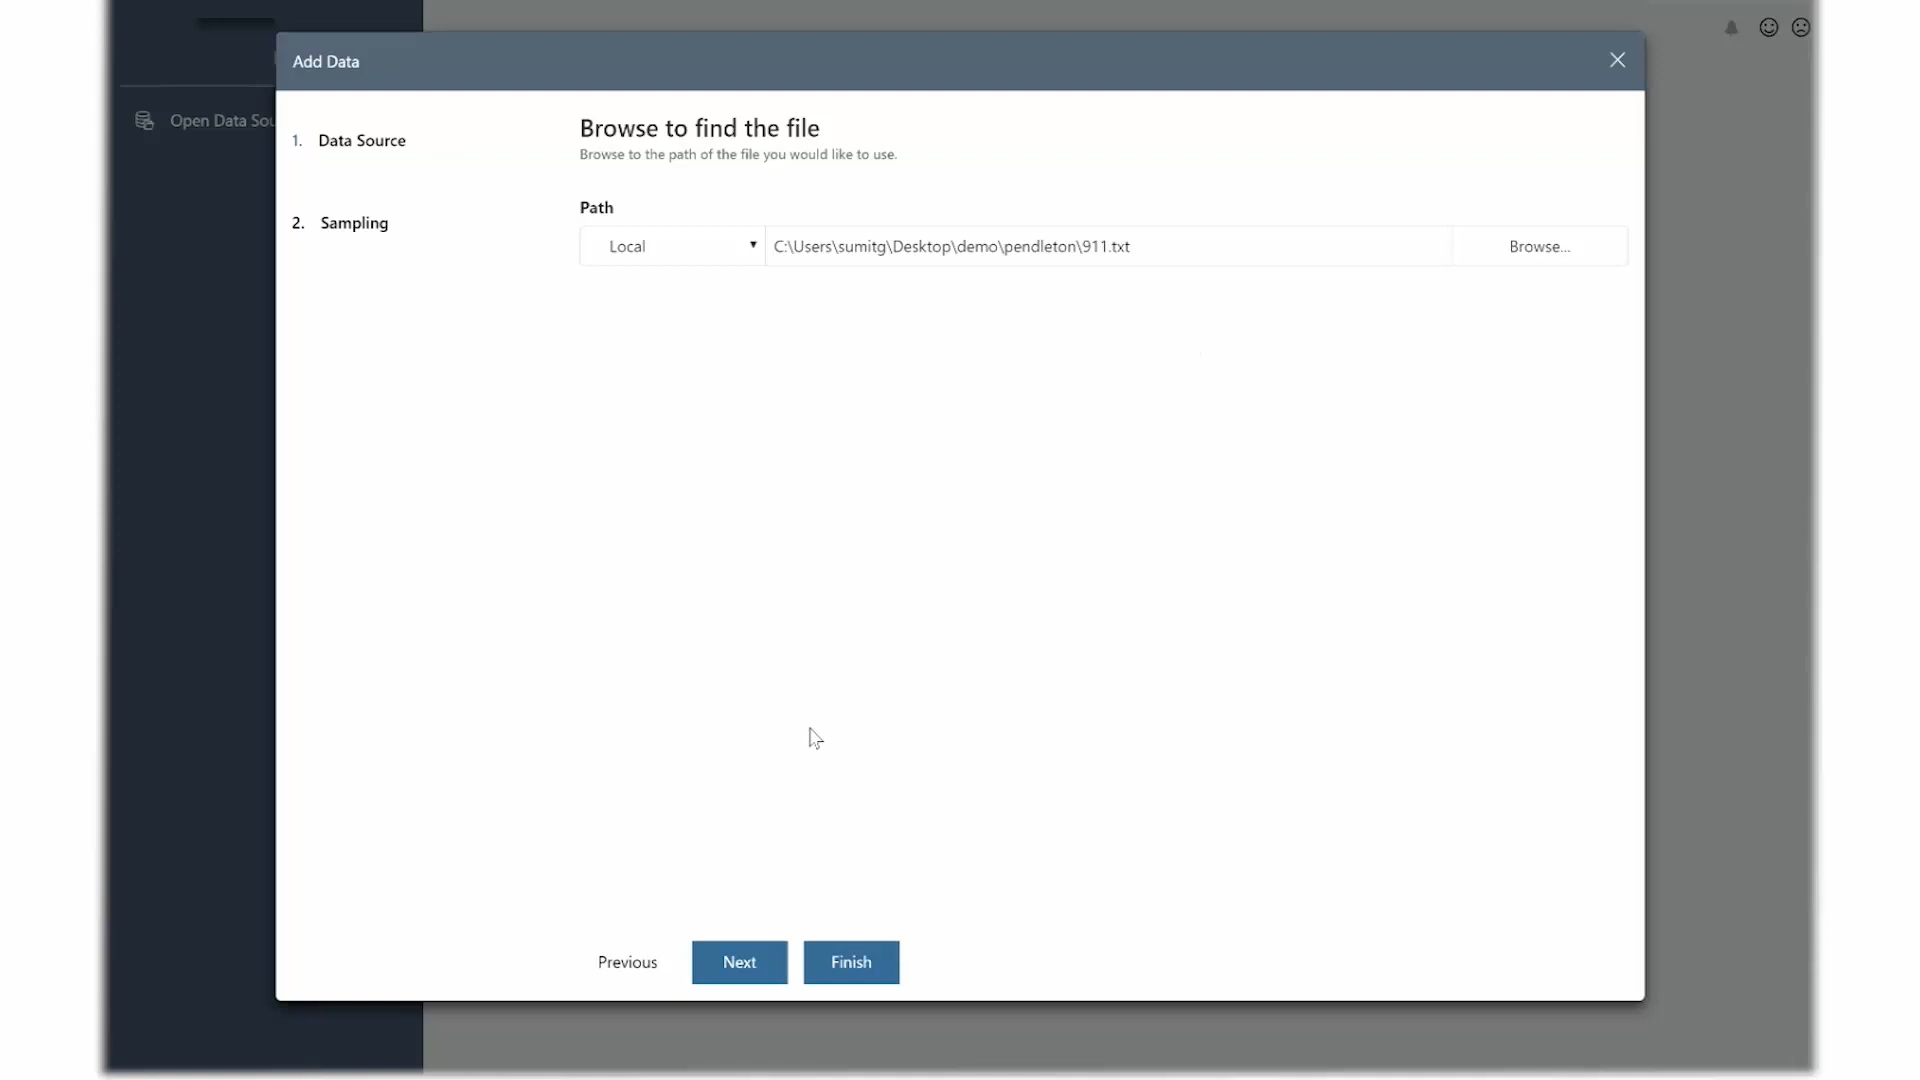 Add Data
Open Data Sou
1. Data Source
2. Sampling
Browse to find the file
Browse to the path of the file you would like to use.
Path
Local C:\Users\sumitg\Desktop\demo\pendleton\911.txt Browse...
Previous Next Finish